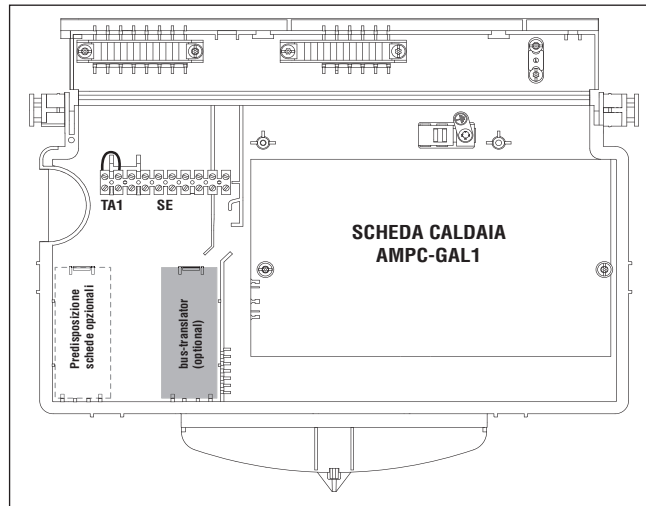 TA1 SE
SCHEDA CALDAIA
AMPC-GAL1
Predisposizione
schede opzionali
bus-translator
(optional)